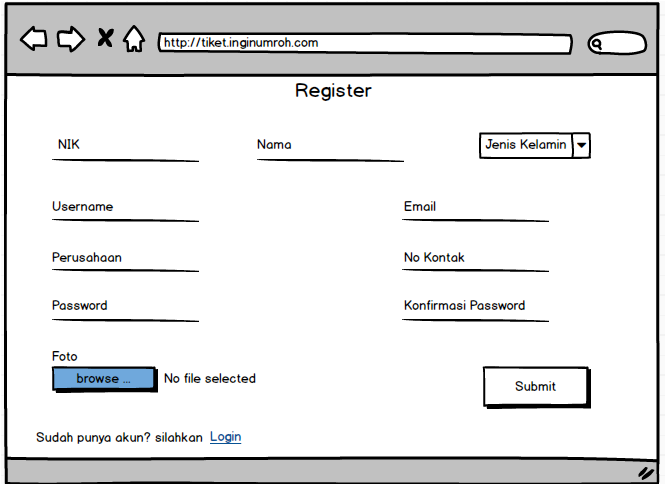 http://tiket.inginumroh.com
Register
NIK
Nama
Jenis Kelamin
Username
Email
Perusahaan
No Kontak
Password
Konfirmasi Password
Foto
browse ...
No file selected
Submit
Sudah punya akun? silahkan Login